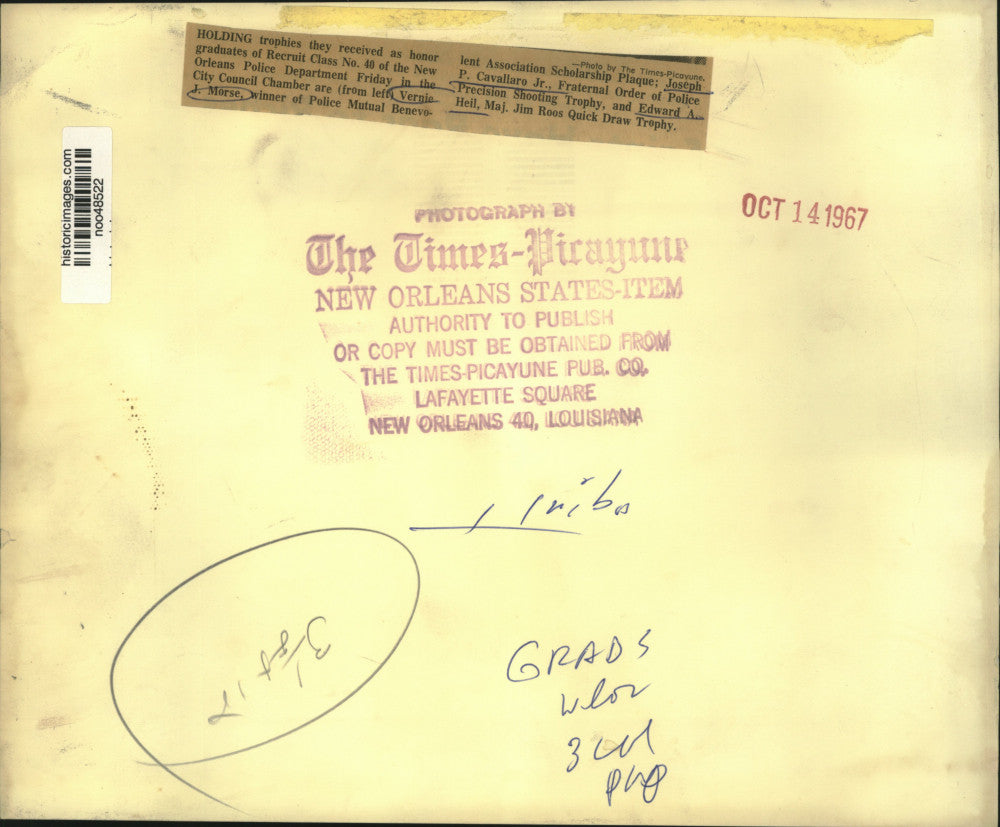 HOLDING trophies they received as honor
graduates of Recruit Class No. 40 of the New
Orleans Police Department Friday in the
City Council Chamber are (from left) Vernie
J. Morse, winner of Police Mutual Benevo-
—Photo by The Times-Picayune.
lent Association Scholarship Plaque; Joseph
P. Cavallaro Jr., Fraternal Order of Police
Precision Shooting Trophy, and Edward A.
Heil, Maj. Jim Roos Quick Draw Trophy.
historicimages.com
noo48522
OCT 14 1967
PHOTOGRAPH BY
The Times-Picayune
NEW ORLEANS STATES-ITEM
AUTHORITY TO PUBLISH
OR COPY MUST BE OBTAINED FROM
THE TIMES-PICAYUNE PUB. CO.
LAFAYETTE SQUARE
NEW ORLEANS 40, LOUISIANA
GRADS
3 col